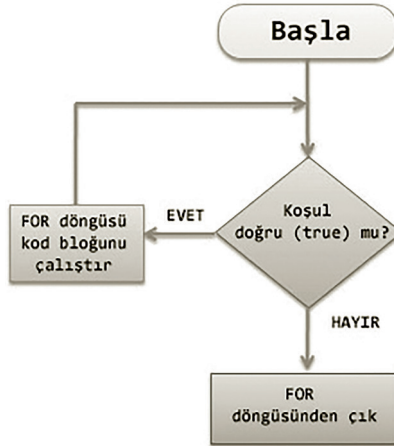 Başla
EVET
FOR döngüsü
kod bloğunu
çalıştır
Koşul
doğru (true) mu?
HAYIR
FOR
döngüsünden çık